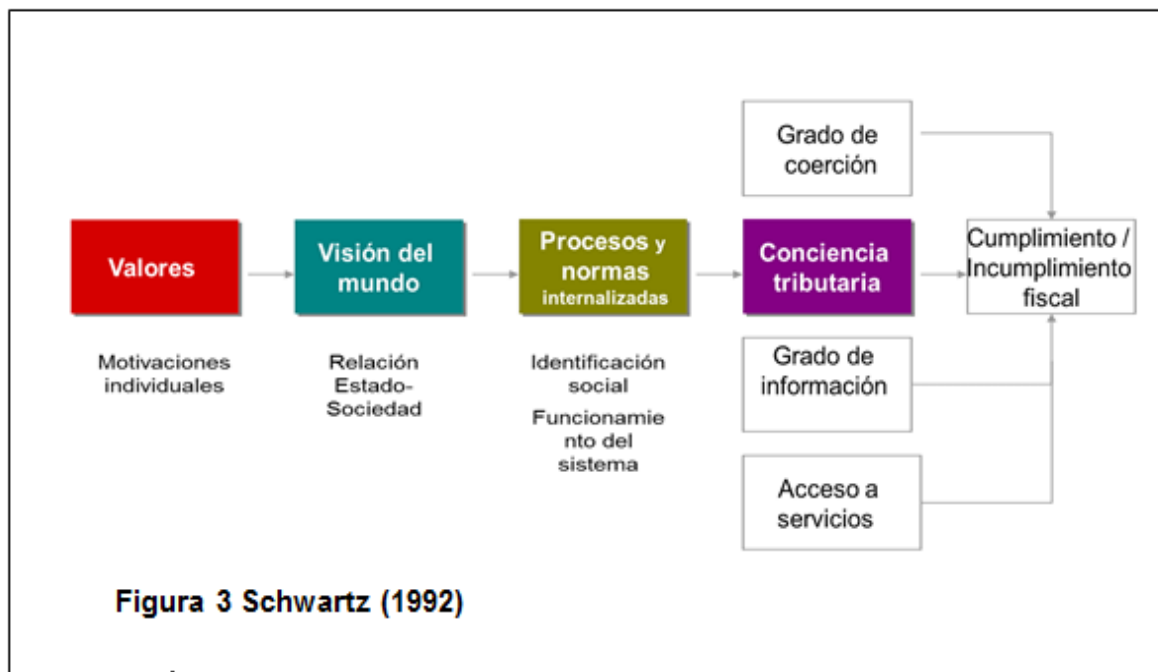 Grado de
coerción
Valores
Visión del
mundo
Procesos y
normas
internalizadas
Conciencia
tributaria
Cumplimiento /
Incumplimiento
fiscal
Motivaciones
individuales
Relación
Estado-
Sociedad
Identificación
social
Funcionamie
nto del
sistema
Grado de
información
Acceso a
servicios
Figura 3 Schwartz (1992)